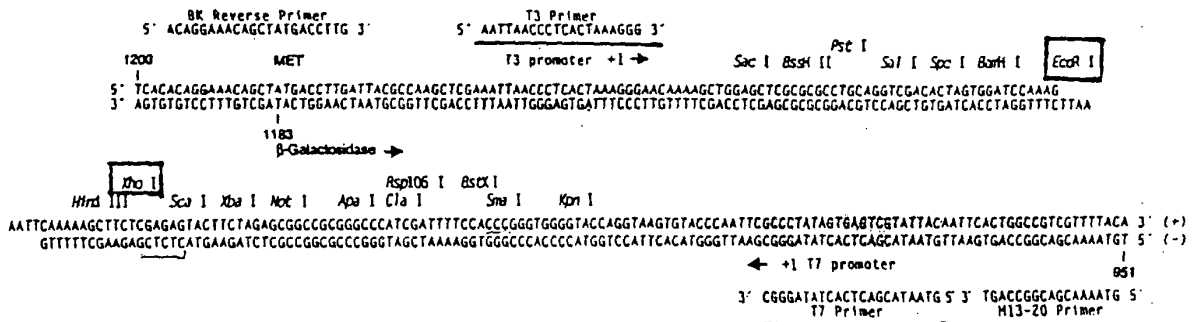 BK Reverse Primer T3 Primer
5' ACAGGAAACAGCTATGACCTTG 3' 5' AATTAACCCTCACTAAAGGG 3'
Pst I
1200 MET T3 promoter +1 → Sac I BssH II Sal I Spe I BamH I EcoR I
5' TCACACAGGAAACAGCTATGACCTTGATTACGCCAAGCTCGAAATTAACCCTCACTAAAGGGAACAAAAGCTGGAGCTCGCGCGCCTGCAGGTCGACACTAGTGGATCCAAAG
3' AGTGTGTCCTTTGTCGATACTGGAACTAATGCGGTTCGACCTTTAATTGGGAGTGATTTCCCTTGTTTTCGACCTCGAGCGCGCGGACGTCCAGCTGTGATCACCTAGGTTTCTTAA
1183
β-Galactosidase →
Xho I
Bsp106 I BstX I
Hind III Sca I Xba I Not I Apa I Cla I Sma I Kpn I
AATTCAAAAAGCTTCTCGAGAGTACTTCTAGAGCGGCCGCGGGCCCATCGATTTTCCACCCGGGTGGGGTACCAGGTAAGTGTACCCAATTCGCCCTATAGTGAGTCGTATTACAATTCACTGGCCGTCGTTTTACA 3' (+)
GTTTTTCGAAGAGCTCTCATGAAGATCTCGCCGGCGCCCGGGTAGCTAAAAGGTGGGCCCACCCCATGGTCCATTCACATGGGTTAAGCGGGATATCACTCAGCATAATGTTAAGTGACCGGCAGCAAAATGT 5' (-)
← +1 T7 promoter 951
3' CGGGATATCACTCAGCATAATG 5' 3' TGACCGGCAGCAAAATG 5'
T7 Primer M13-20 Primer